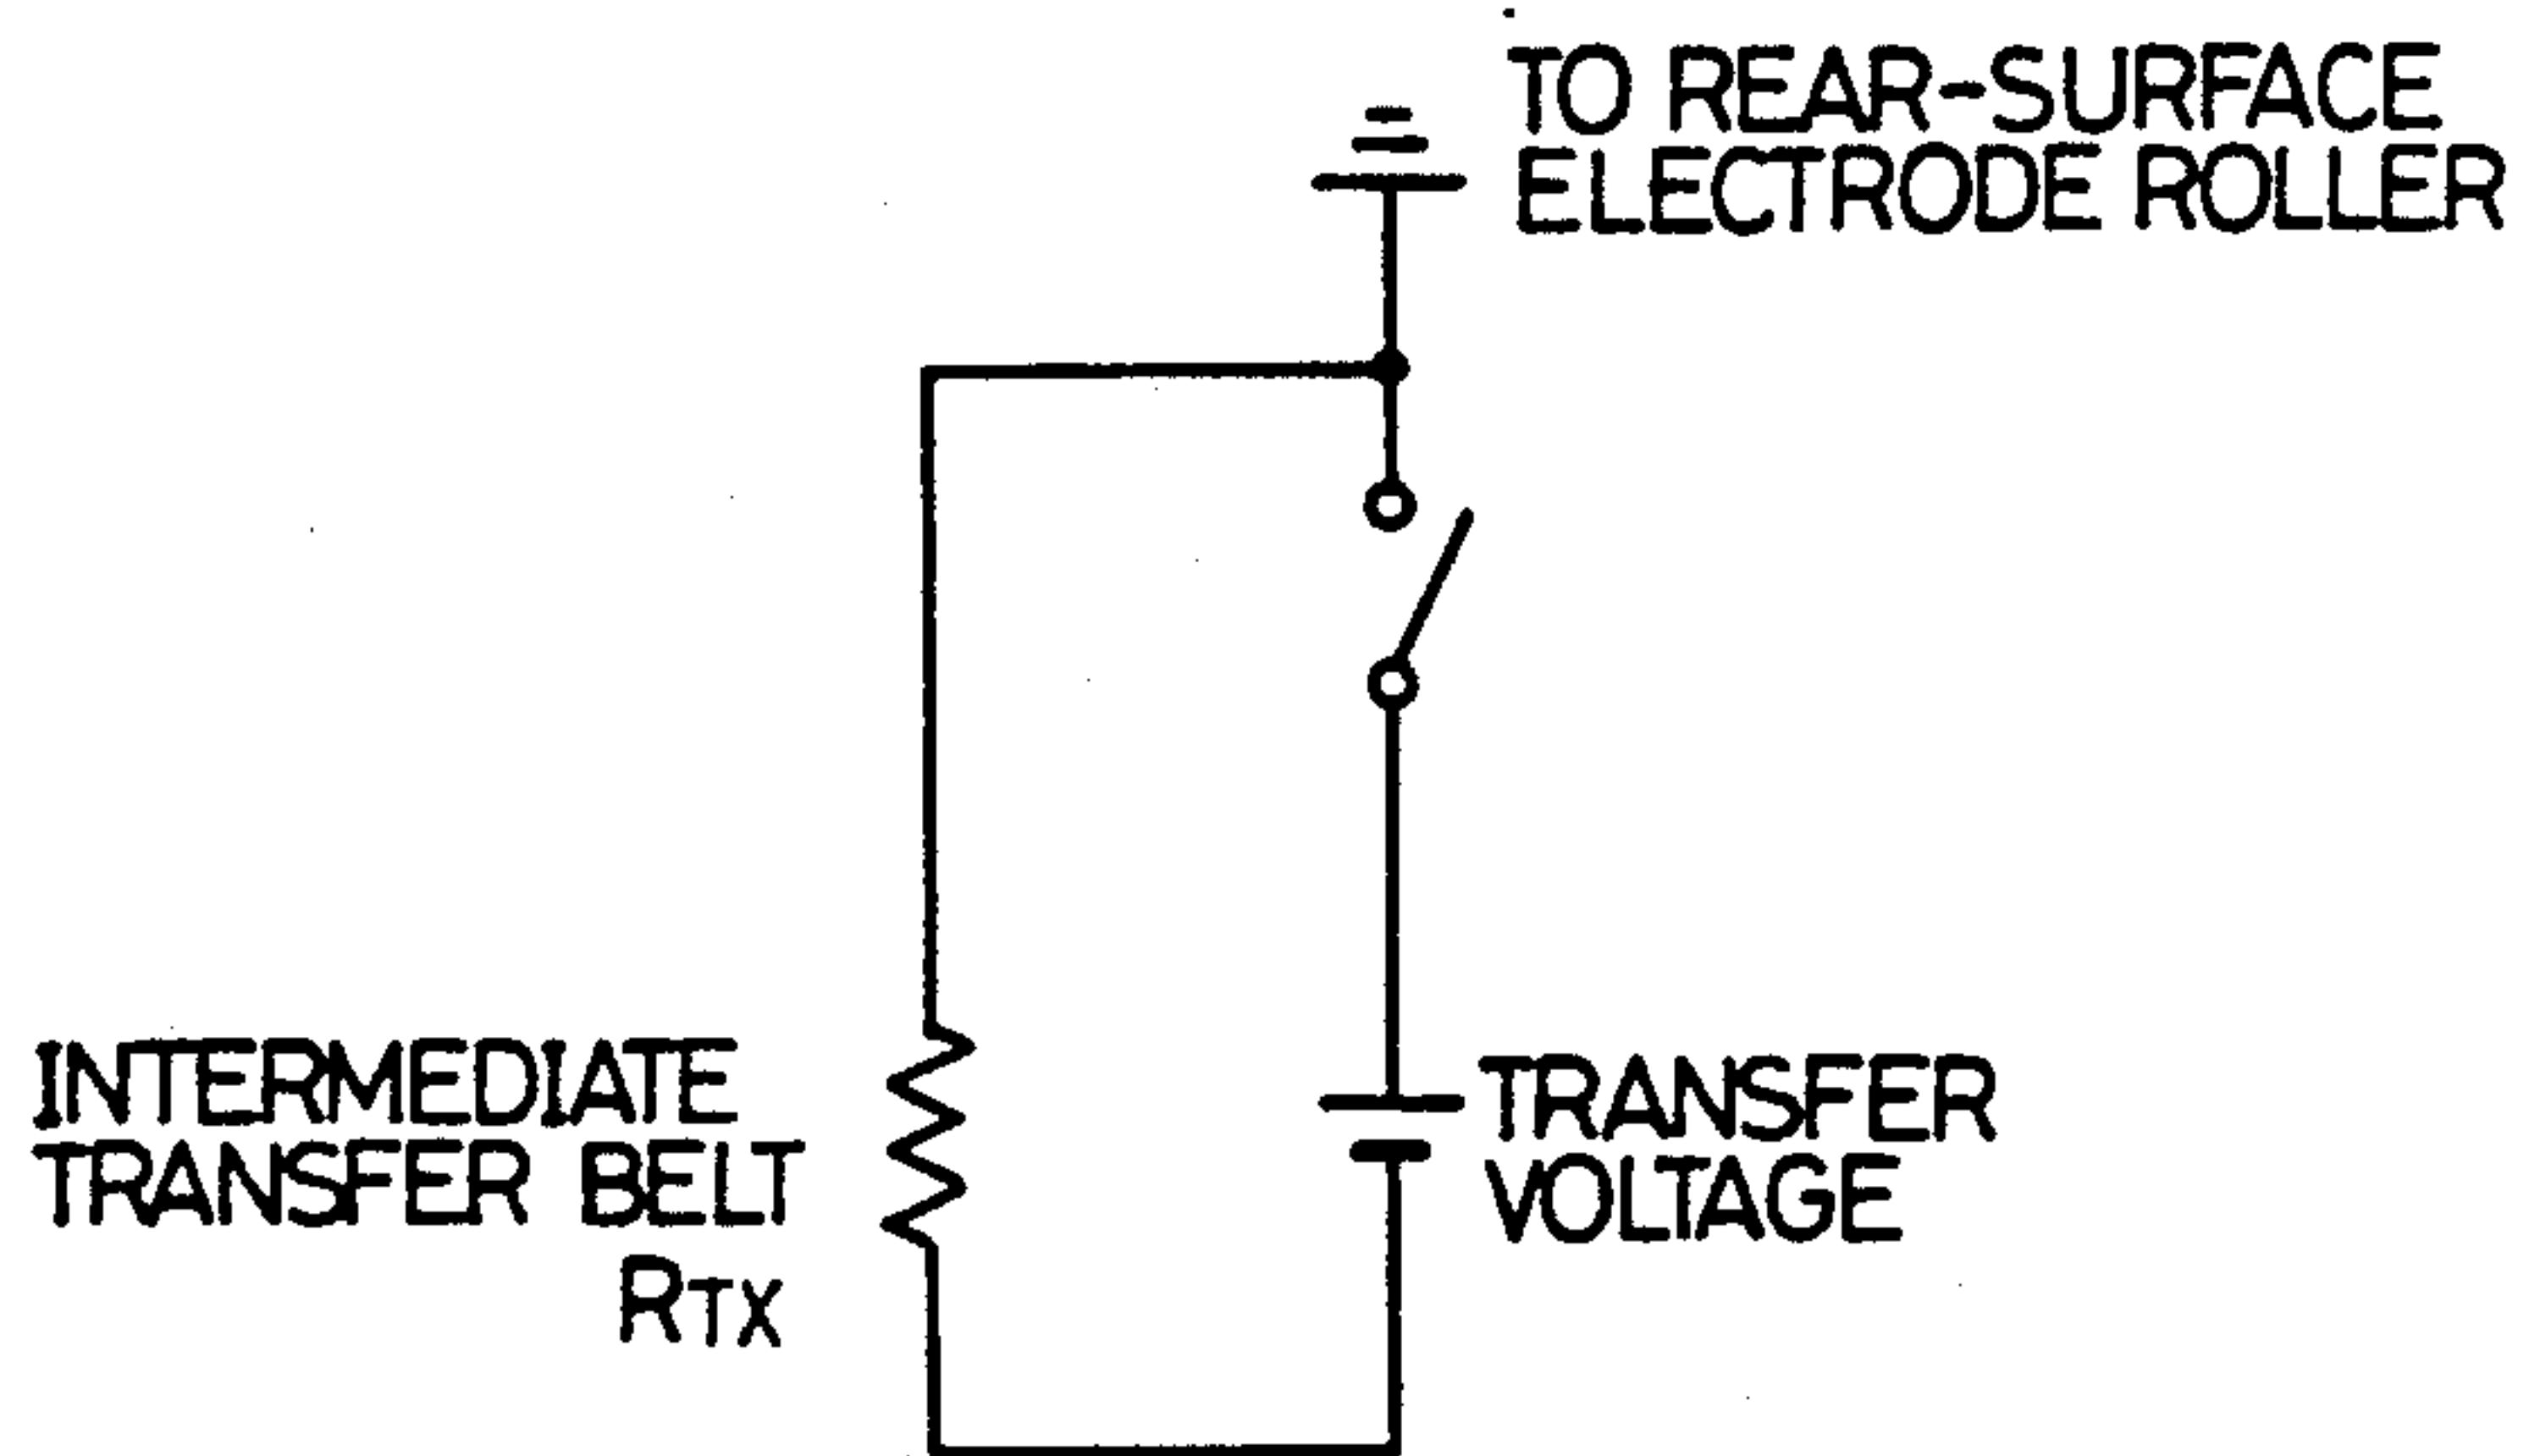 TO REAR-SURFACE
ELECTRODE ROLLER
INTERMEDIATE
TRANSFER BELT
RTX
TRANSFER
VOLTAGE